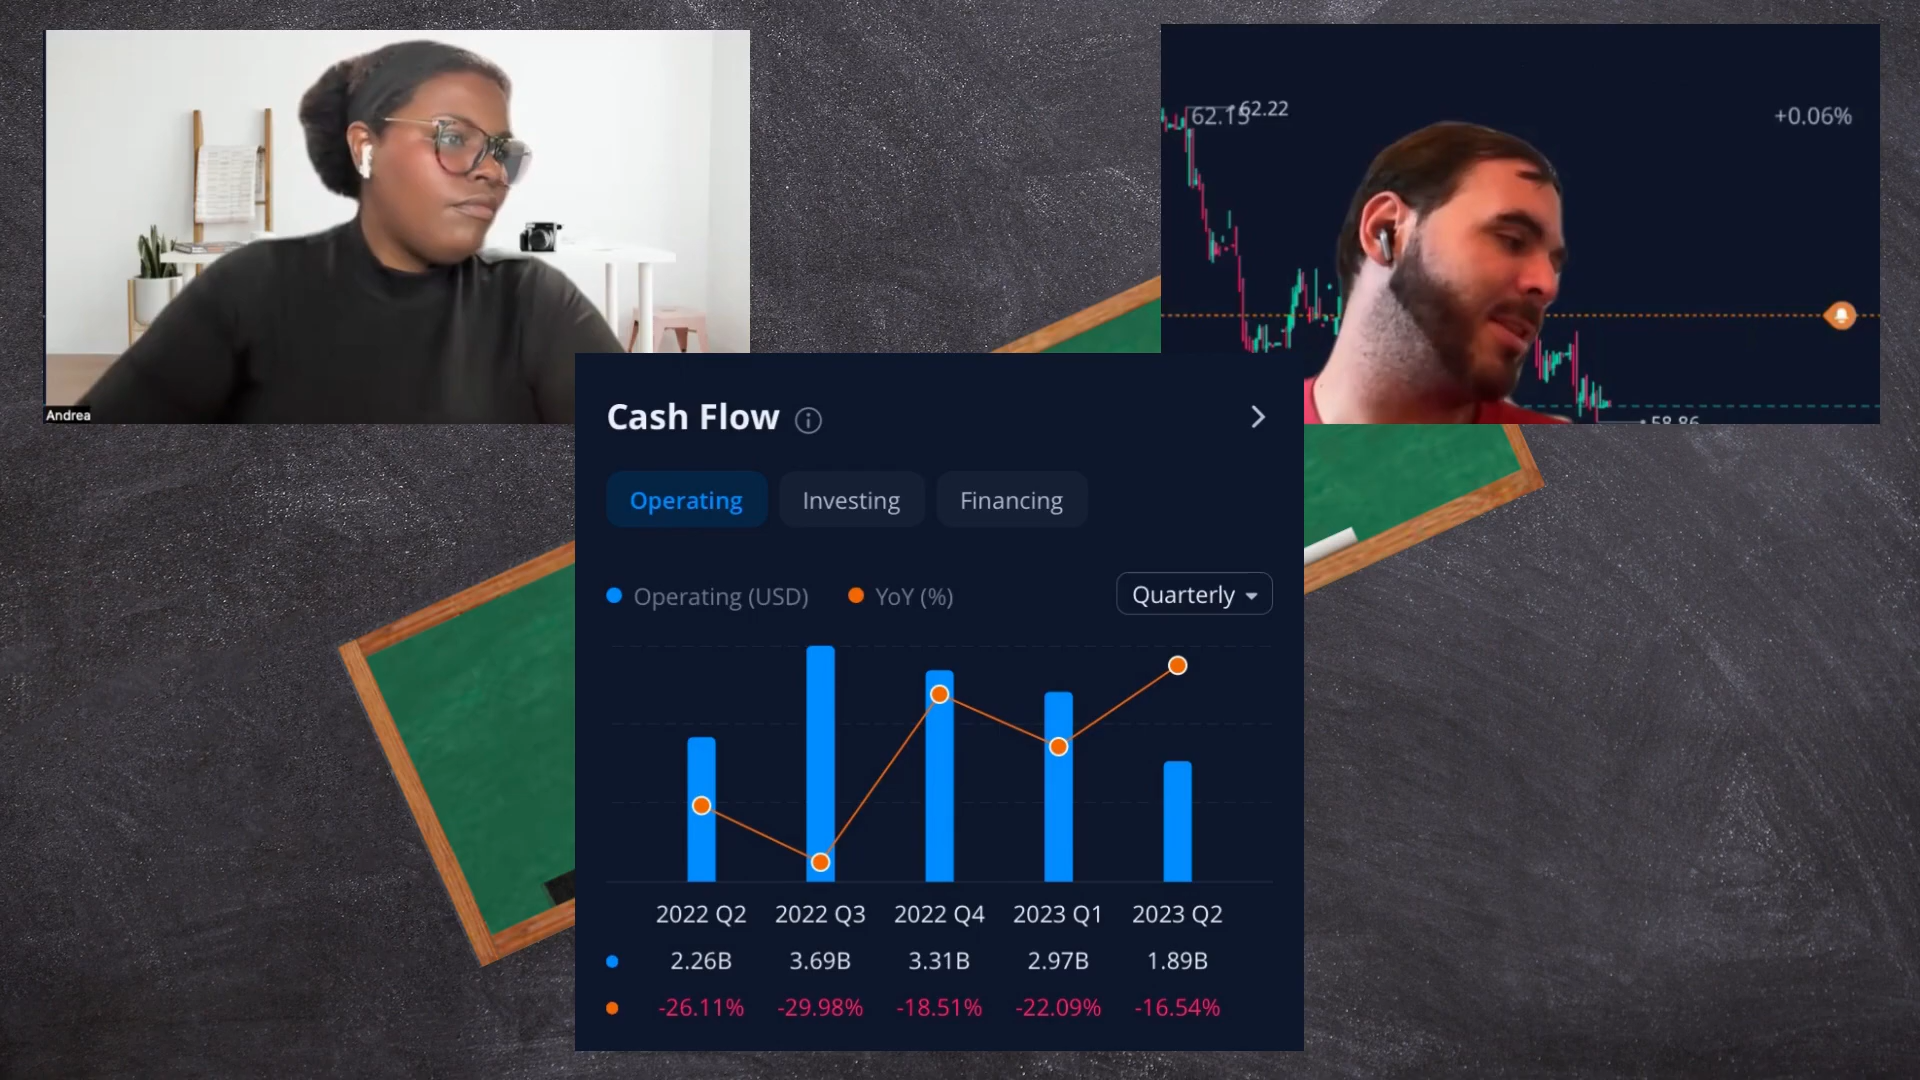 62.15
62.22
+0.06%
Andrea
58.86
Cash Flow
Operating Investing Financing
Operating (USD) YoY (%) Quarterly
2022 Q2 2022 Q3 2022 Q4 2023 Q1 2023 Q2
2.26B 3.69B 3.31B 2.97B 1.89B
-26.11% -29.98% -18.51% -22.09% -16.54%